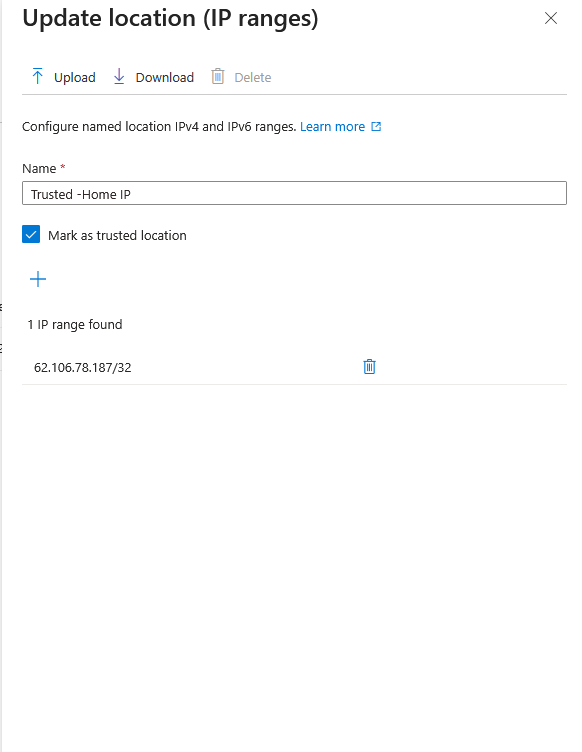 Update location (IP ranges)
Upload Download Delete
Configure named location IPv4 and IPv6 ranges. Learn more
Name *
Trusted -Home IP
Mark as trusted location
1 IP range found
62.106.78.187/32